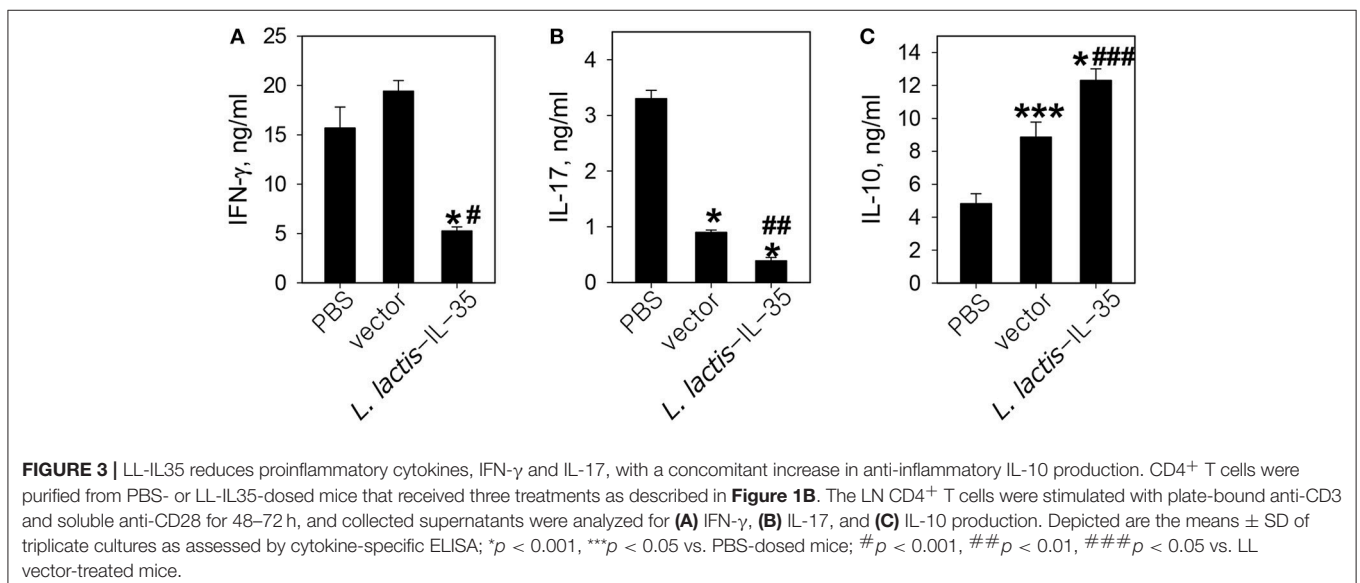 A
25
20
15
10
5
0
IFN-γ, ng/ml
* #
PBS
vector
L. lactis-IL-35
B
4
3
2
1
0
IL-17, ng/ml
*
##
*
PBS
vector
L. lactis-IL-35
C
14
12
10
8
6
4
2
0
IL-10, ng/ml
***
*###
PBS
vector
L. lactis-IL-35
FIGURE 3 | LL-IL35 reduces proinflammatory cytokines, IFN-γ and IL-17, with a concomitant increase in anti-inflammatory IL-10 production. CD4⁺ T cells were
purified from PBS- or LL-IL35-dosed mice that received three treatments as described in Figure 1B. The LN CD4⁺ T cells were stimulated with plate-bound anti-CD3
and soluble anti-CD28 for 48–72 h, and collected supernatants were analyzed for (A) IFN-γ, (B) IL-17, and (C) IL-10 production. Depicted are the means ± SD of
triplicate cultures as assessed by cytokine-specific ELISA; *p < 0.001, ***p < 0.05 vs. PBS-dosed mice; #p < 0.001, ##p < 0.01, ###p < 0.05 vs. LL
vector-treated mice.